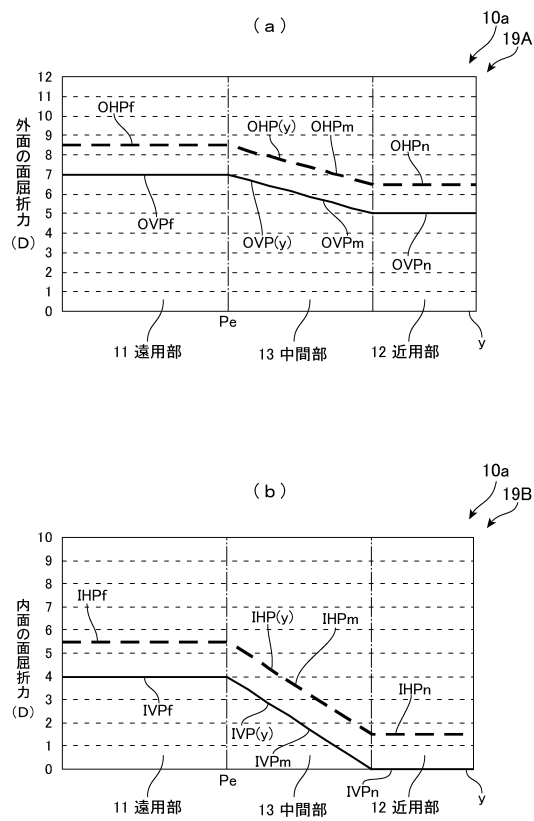 (a)
10a
19A
12
11
10
9
8
7
6
5
4
3
2
1
0
外面の面屈折力
(D)
OHPf
OHP(y)
OHPm
OHPn
OVPf
OVP(y)
OVPm
OVPn
Pe
y
11 遠用部
13 中間部
12 近用部
(b)
10a
19B
10
9
8
7
6
5
4
3
2
1
0
内面の面屈折力
(D)
IHPf
IHP(y)
IHPm
IHPn
IVPf
IVP(y)
IVPm
IVPn
Pe
y
11 遠用部
13 中間部
12 近用部